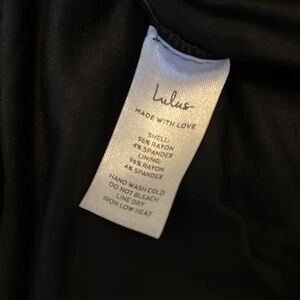 Lulus
MADE WITH LOVE
SHELL:
96% RAYON
4% SPANDEX
LINING:
96% RAYON
4% SPANDEX
HAND WASH COLD
DO NOT BLEACH
LINE DRY
IRON LOW HEAT